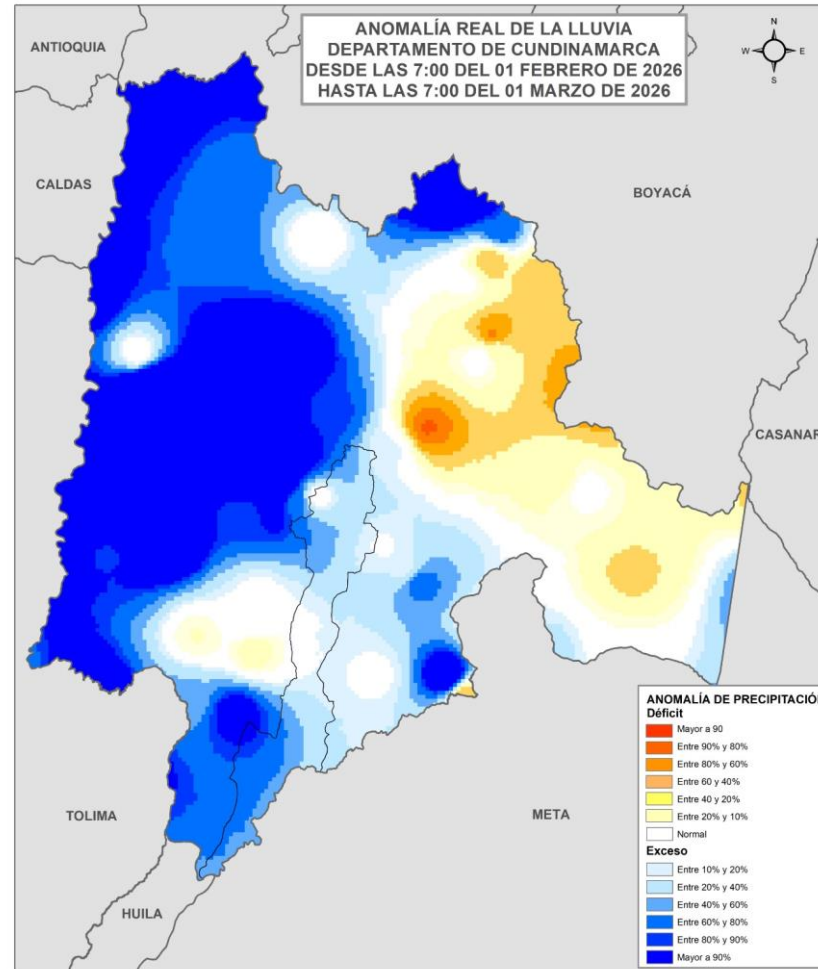 ANOMALÍA REAL DE LA LLUVIA
DEPARTAMENTO DE CUNDINAMARCA
DESDE LAS 7:00 DEL 01 FEBRERO DE 2026
HASTA LAS 7:00 DEL 01 MARZO DE 2026
N
W
E
S
ANTIOQUIA
CALDAS
BOYACÁ
CASANAR
TOLIMA
META
HUILA
ANOMALÍA DE PRECIPITACIÓN
Déficit
Mayor a 90
Entre 90% y 80%
Entre 80% y 60%
Entre 60 y 40%
Entre 40 y 20%
Entre 20% y 10%
Normal
Exceso
Entre 10% y 20%
Entre 20% y 40%
Entre 40% y 60%
Entre 60% y 80%
Entre 80% y 90%
Mayor a 90%